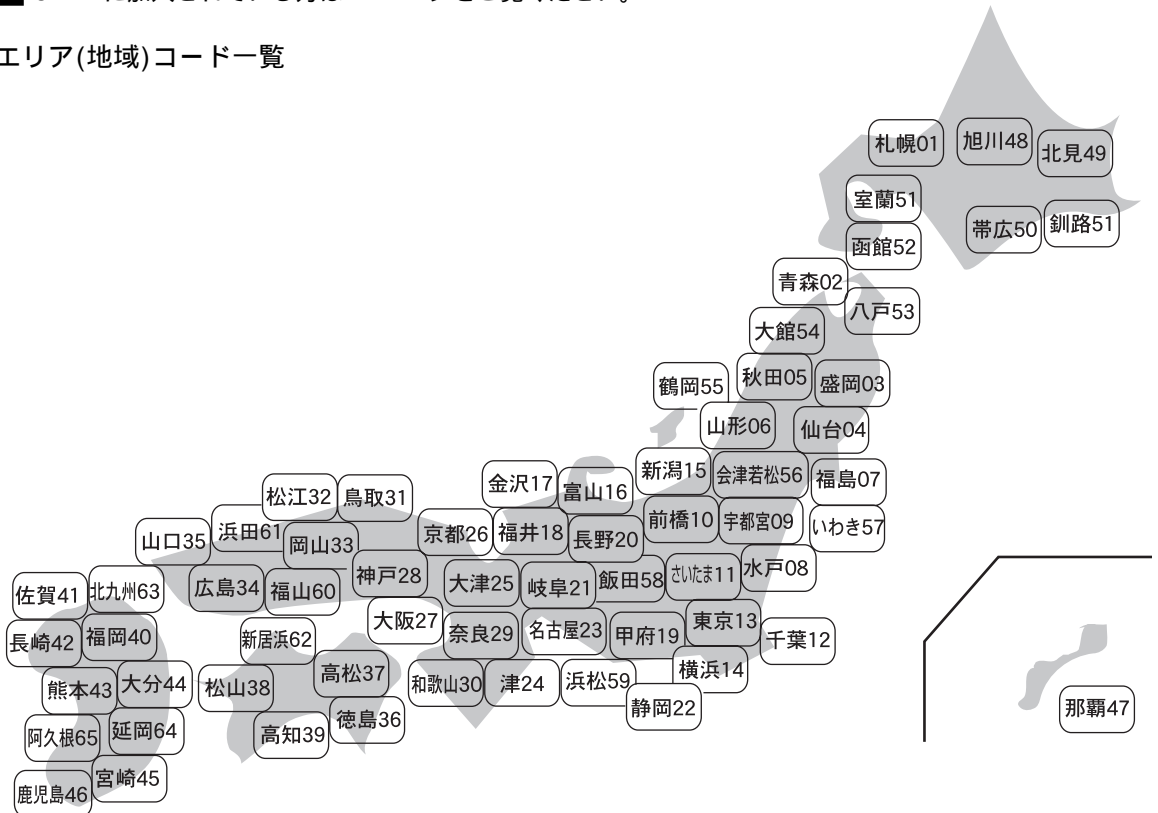 エリア(地域)コード一覧
札幌01
旭川48
北見49
室蘭51
帯広50
釧路51
函館52
青森02
八戸53
大館54
鶴岡55
秋田05
盛岡03
山形06
仙台04
新潟15
会津若松56
福島07
金沢17
富山16
松江32
鳥取31
前橋10
宇都宮09
いわき57
山口35
浜田61
岡山33
京都26
福井18
長野20
神戸28
大津25
岐阜21
飯田58
さいたま11
水戸08
佐賀41
北九州63
広島34
福山60
大阪27
奈良29
名古屋23
甲府19
東京13
千葉12
長崎42
福岡40
新居浜62
高松37
和歌山30
津24
浜松59
横浜14
熊本43
大分44
松山38
静岡22
那覇47
阿久根65
延岡64
高知39
徳島36
鹿児島46
宮崎45